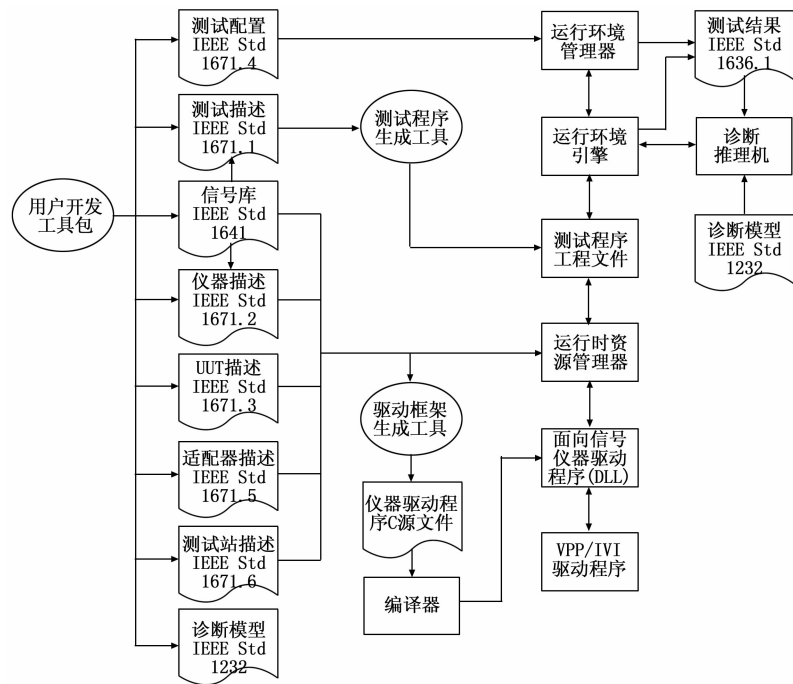 测试配置
IEEE Std
1671.4
测试描述
IEEE Std
1671.1
信号库
IEEE Std
1641
仪器描述
IEEE Std
1671.2
UUT描述
IEEE Std
1671.3
适配器描述
IEEE Std
1671.5
测试站描述
IEEE Std
1671.6
诊断模型
IEEE Std
1232
用户开发
工具包
测试程序
生成工具
驱动框架
生成工具
仪器驱动程
序C源文件
编译器
运行环境
管理器
运行环境
引擎
测试程序
工程文件
运行时资
源管理器
面向信号
仪器驱动
程序(DLL)
VPP/IVI
驱动程序
测试结果
IEEE Std
1636.1
诊断
推理机
诊断模型
IEEE Std
1232